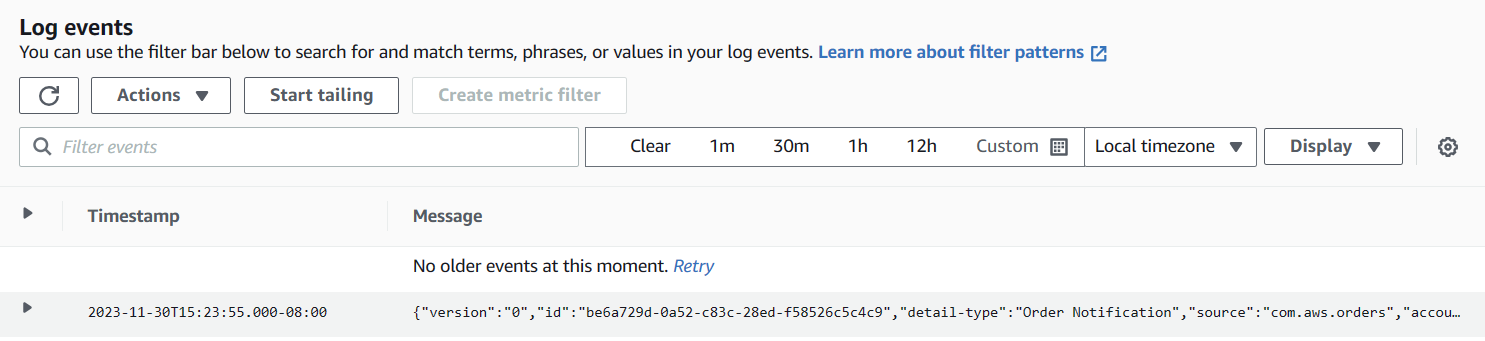 Log events
You can use the filter bar below to search for and match terms, phrases, or values in your log events. Learn more about filter patterns
Actions Start tailing Create metric filter
Filter events Clear 1m 30m 1h 12h Custom Local timezone Display
Timestamp Message
No older events at this moment. Retry
2023-11-30T15:23:55.000-08:00 {"version":"0","id":"be6a729d-0a52-c83c-28ed-f58526c5c4c9","detail-type":"Order Notification","source":"com.aws.orders","accou…